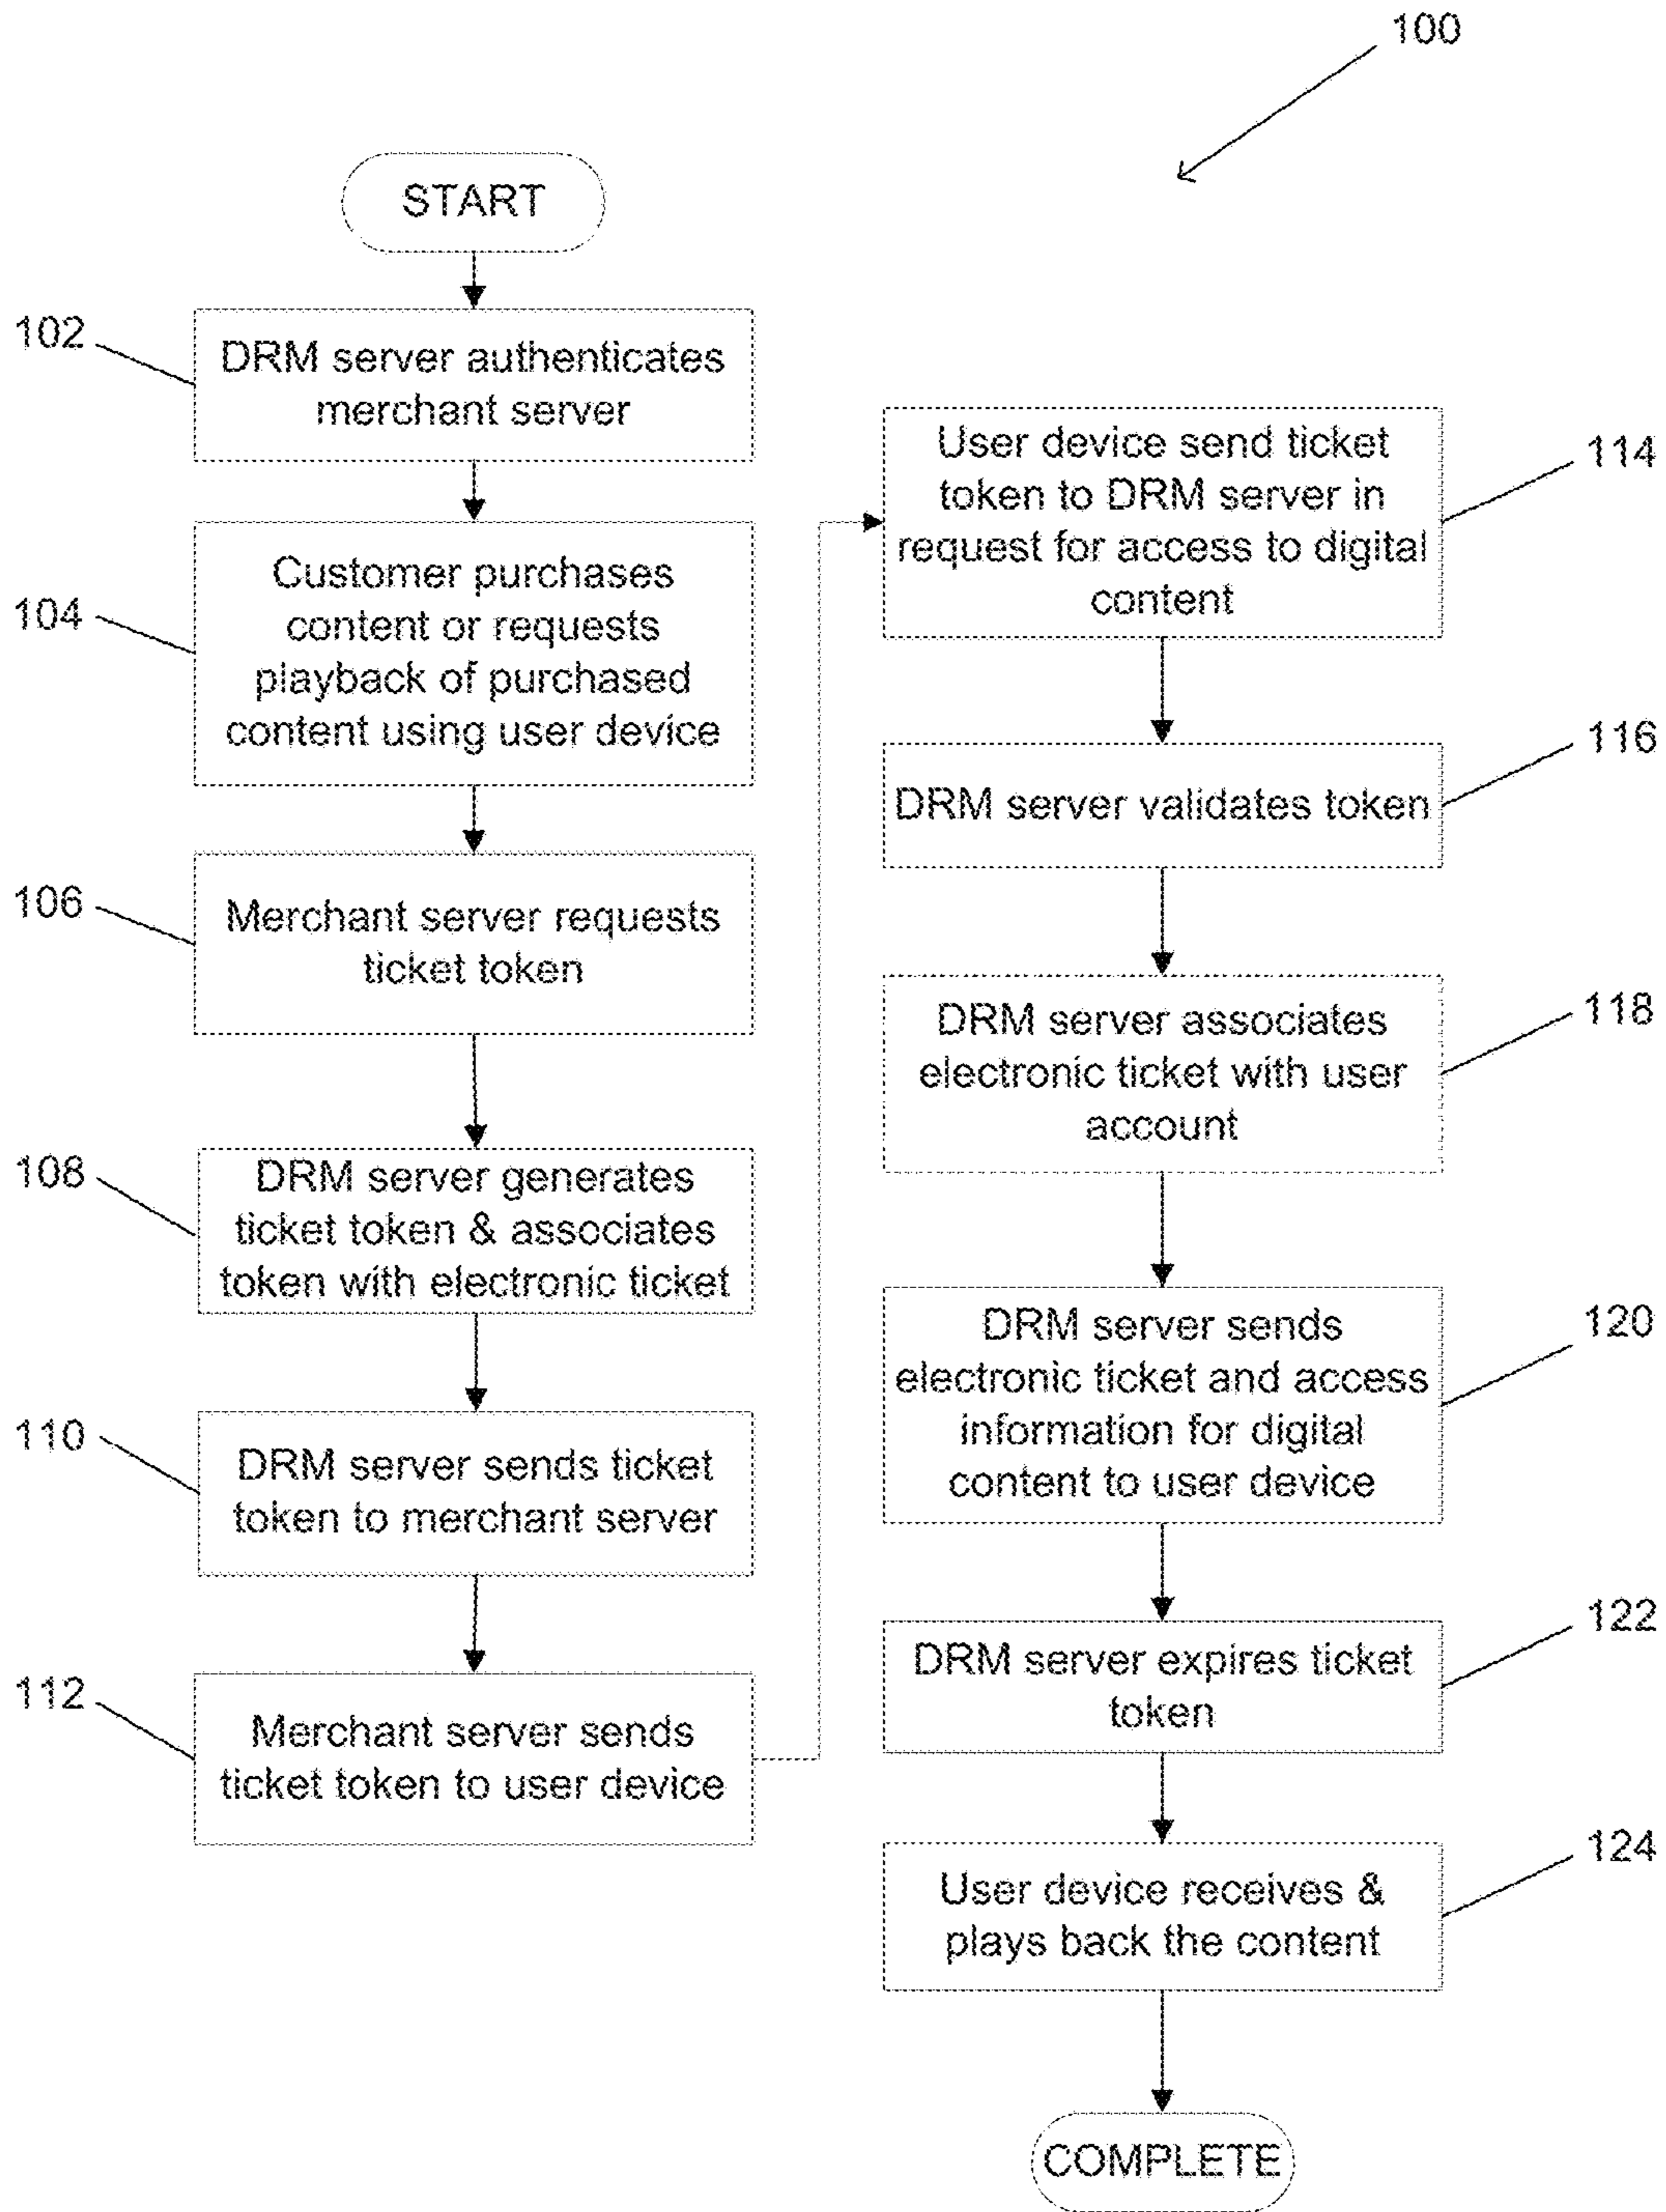 100
START
102
DRM server authenticates
merchant server
104
Customer purchases
content or requests
playback of purchased
content using user device
106
Merchant server requests
ticket token
108
DRM server generates
ticket token & associates
token with electronic ticket
110
DRM server sends ticket
token to merchant server
112
Merchant server sends
ticket token to user device
114
User device send ticket
token to DRM server in
request for access to digital
content
116
DRM server validates token
118
DRM server associates
electronic ticket with user
account
120
DRM server sends
electronic ticket and access
information for digital
content to user device
122
DRM server expires ticket
token
124
User device receives &
plays back the content
COMPLETE